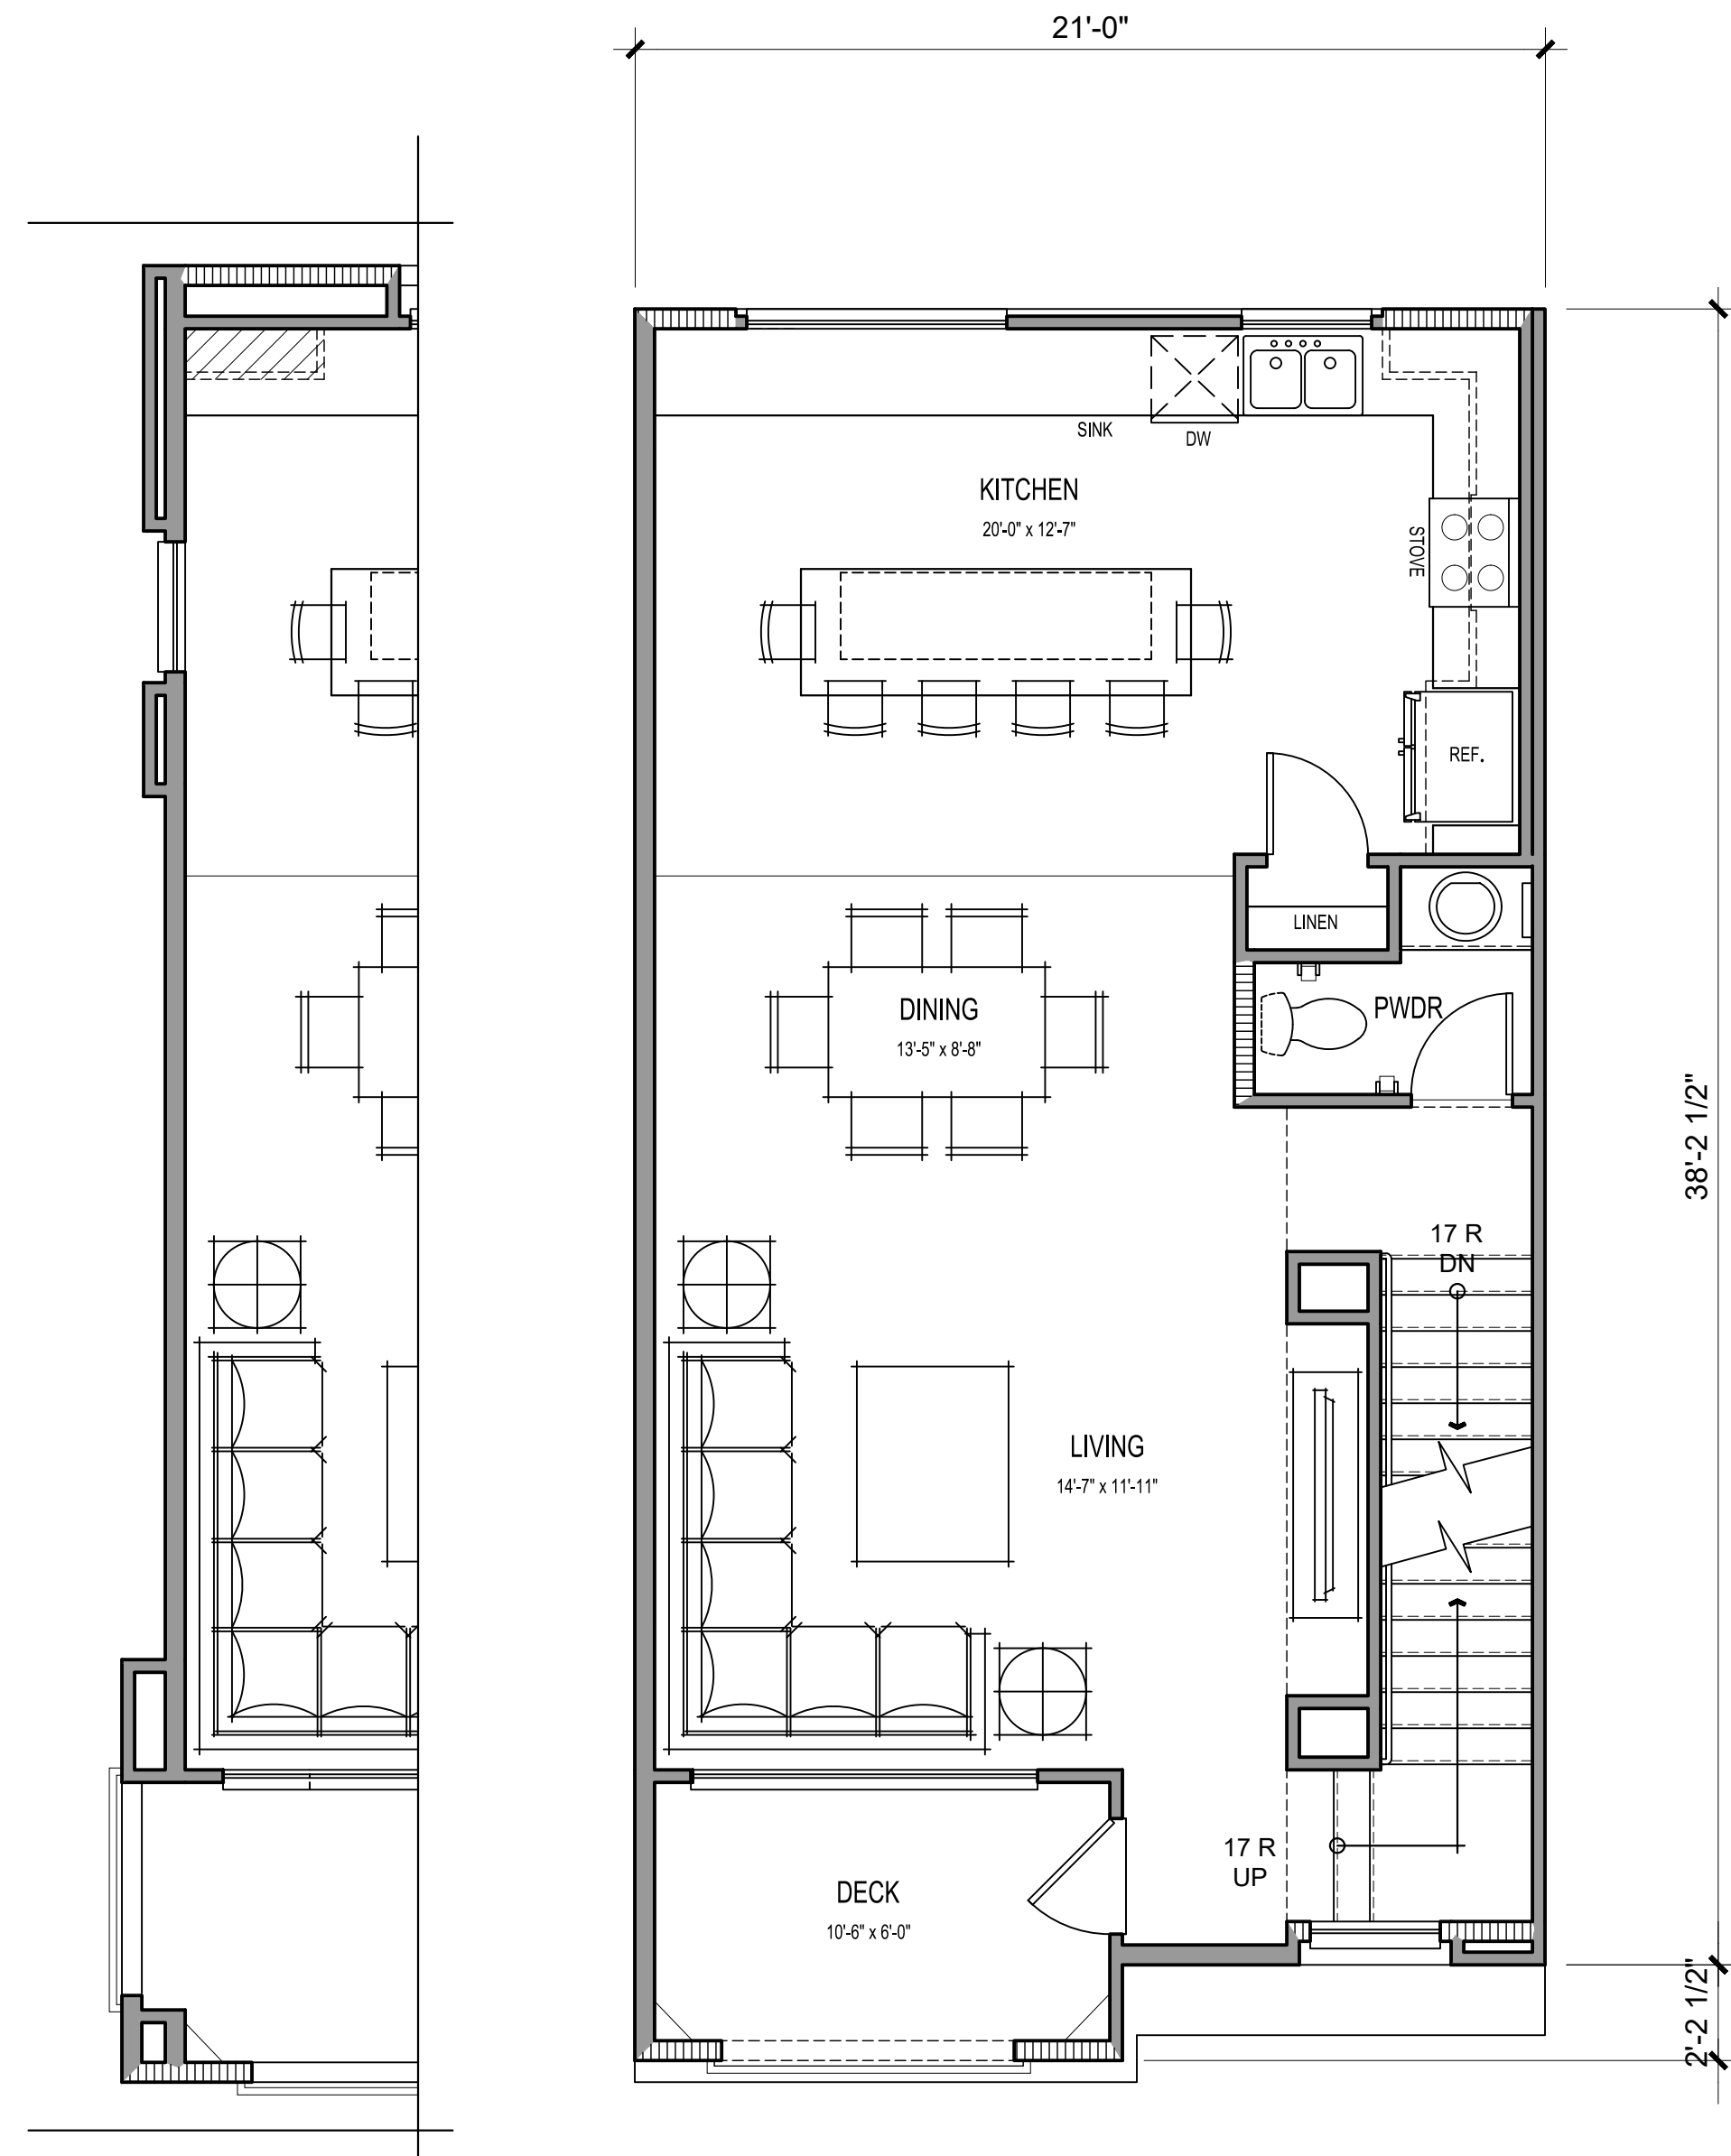 21'-0"
SINK
DW
KITCHEN
20'-0" x 12'-7"
STOVE
REF.
LINEN
DINING
13'-5" x 8'-8"
PWDR
38'-2 1/2"
17 R
DN
LIVING
14'-7" x 11'-11"
17 R
UP
DECK
10'-6" x 6'-0"
2'-2 1/2"